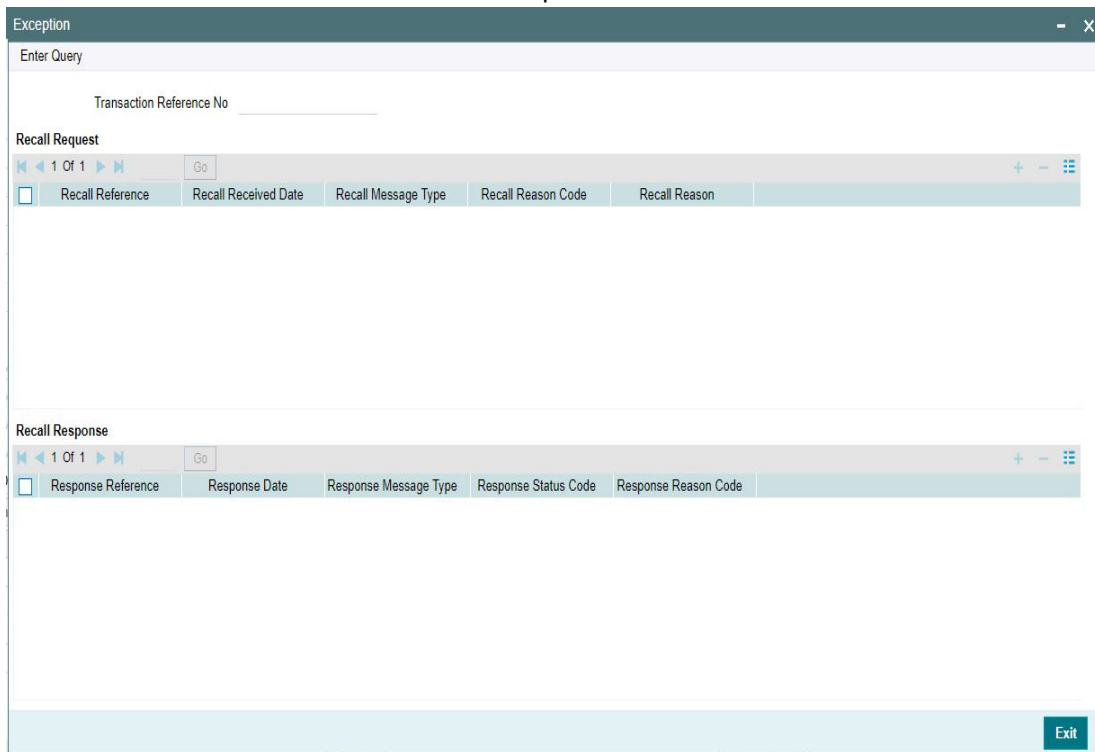 Exception
Enter Query
Transaction Reference No
Recall Request
1 Of 1 Go
Recall Reference Recall Received Date Recall Message Type Recall Reason Code Recall Reason
Recall Response
1 Of 1 Go
Response Reference Response Date Response Message Type Response Status Code Response Reason Code
Exit